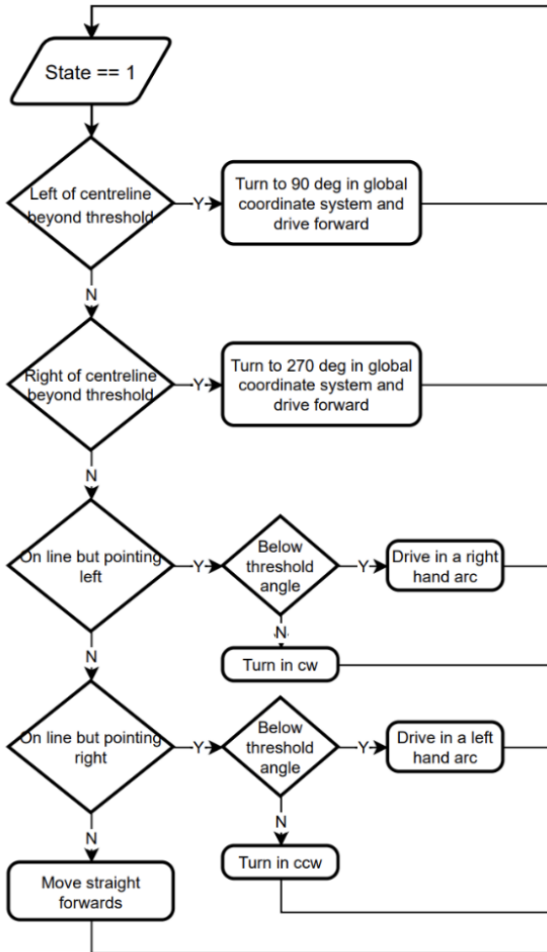 State == 1
Left of centreline
beyond threshold
Y
Turn to 90 deg in global
coordinate system and
drive forward
N
Right of centreline
beyond threshold
Y
Turn to 270 deg in global
coordinate system and
drive forward
N
On line but pointing
left
Y
Below
threshold
angle
Y
Drive in a right
hand arc
N
Turn in cw
N
On line but pointing
right
Y
Below
threshold
angle
Y
Drive in a left
hand arc
N
Turn in ccw
N
Move straight
forwards